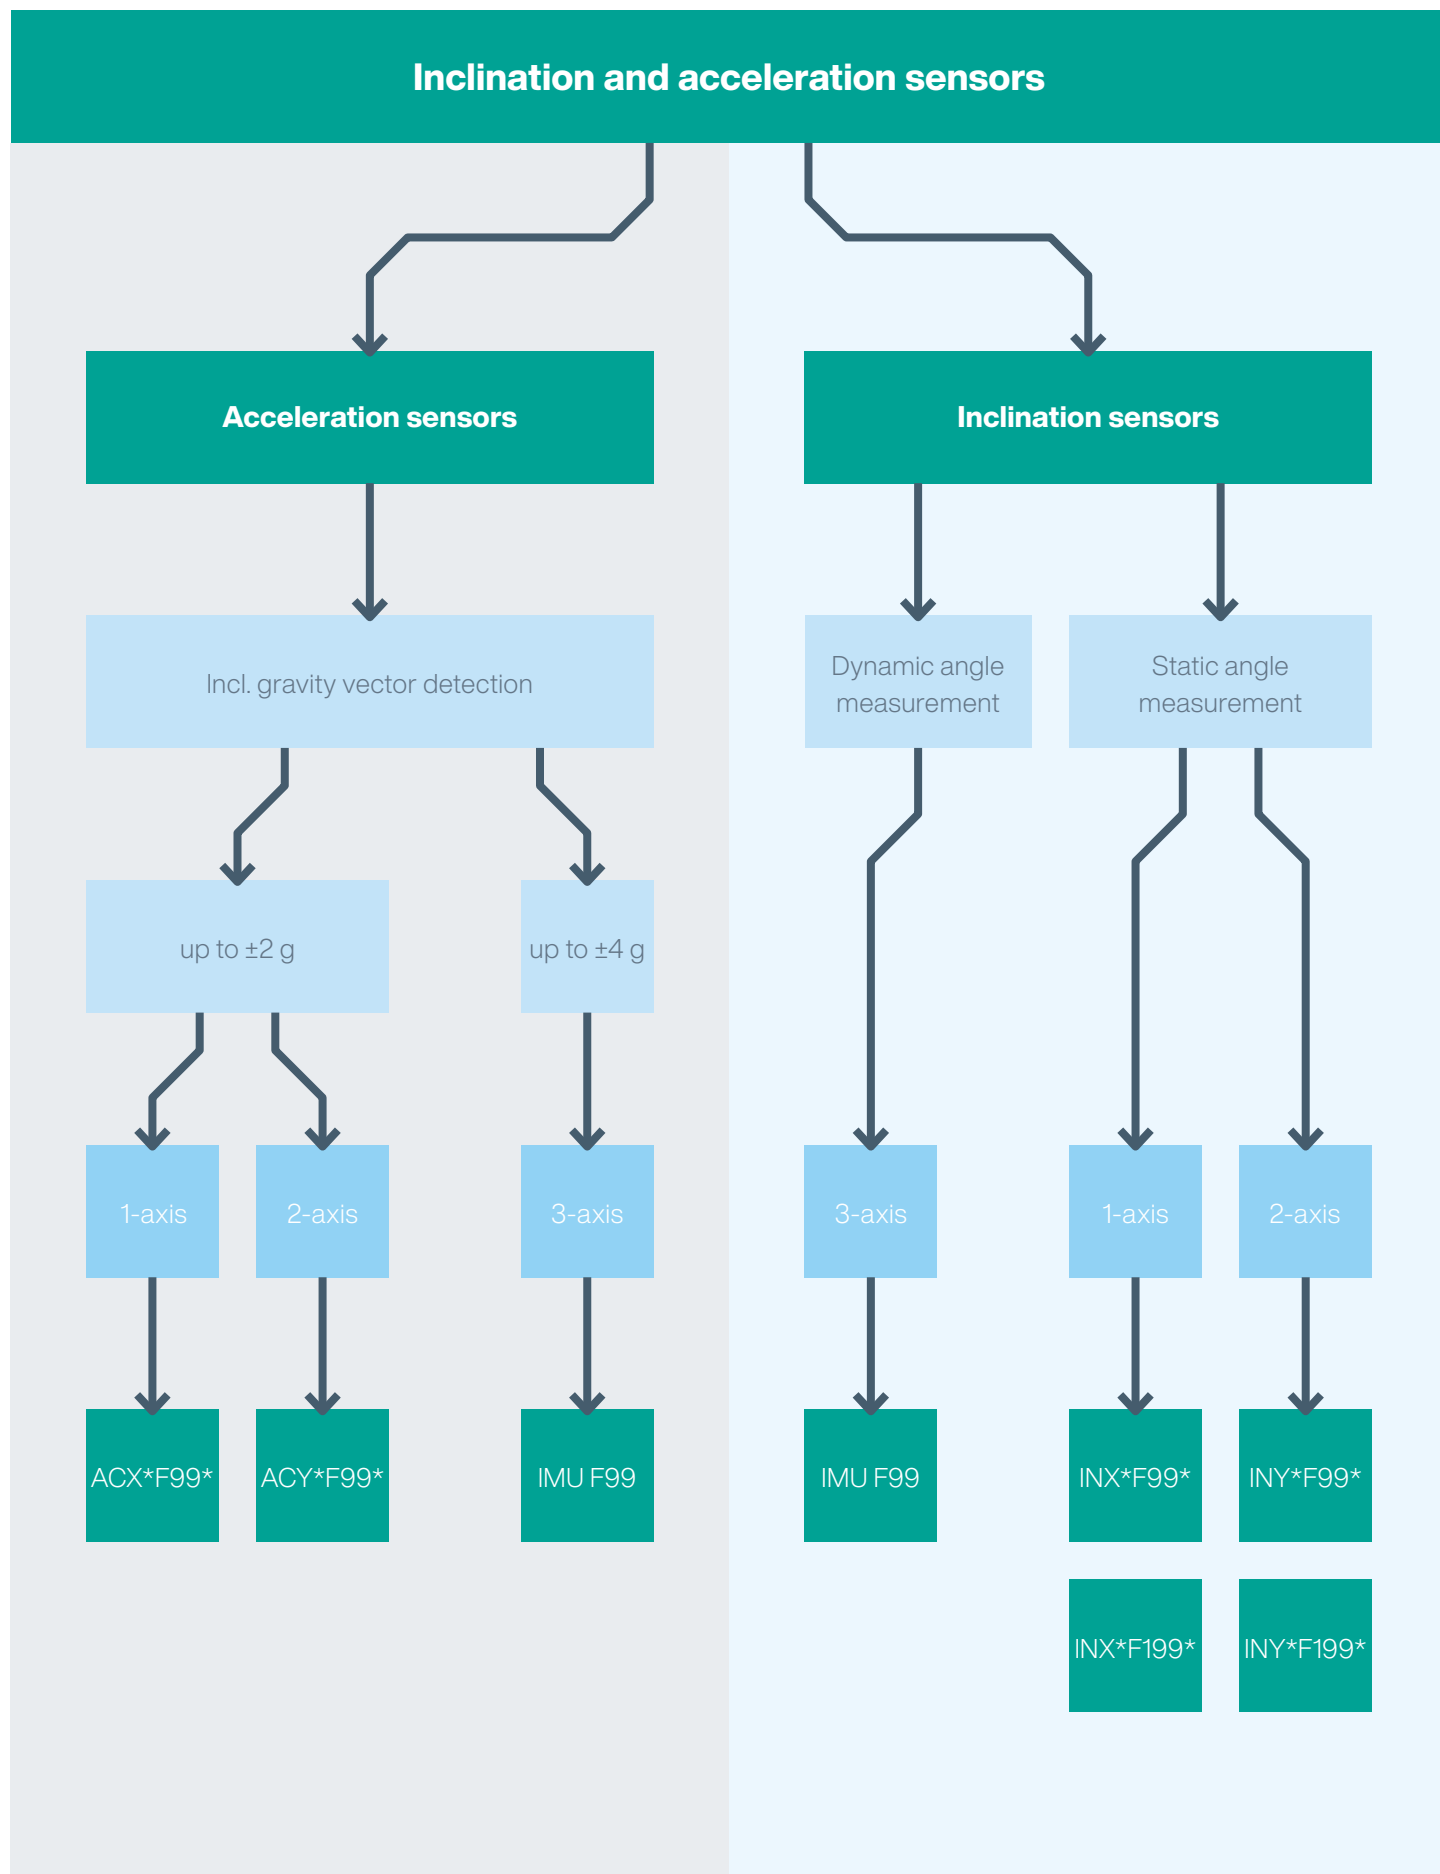 Inclination and acceleration sensors
Acceleration sensors
Inclination sensors
Incl. gravity vector detection
Dynamic angle
measurement
Static angle
measurement
up to ±2 g
up to ±4 g
1-axis
2-axis
3-axis
3-axis
1-axis
2-axis
ACX*F99*
ACY*F99*
IMU F99
IMU F99
INX*F99*
INY*F99*
INX*F199*
INY*F199*